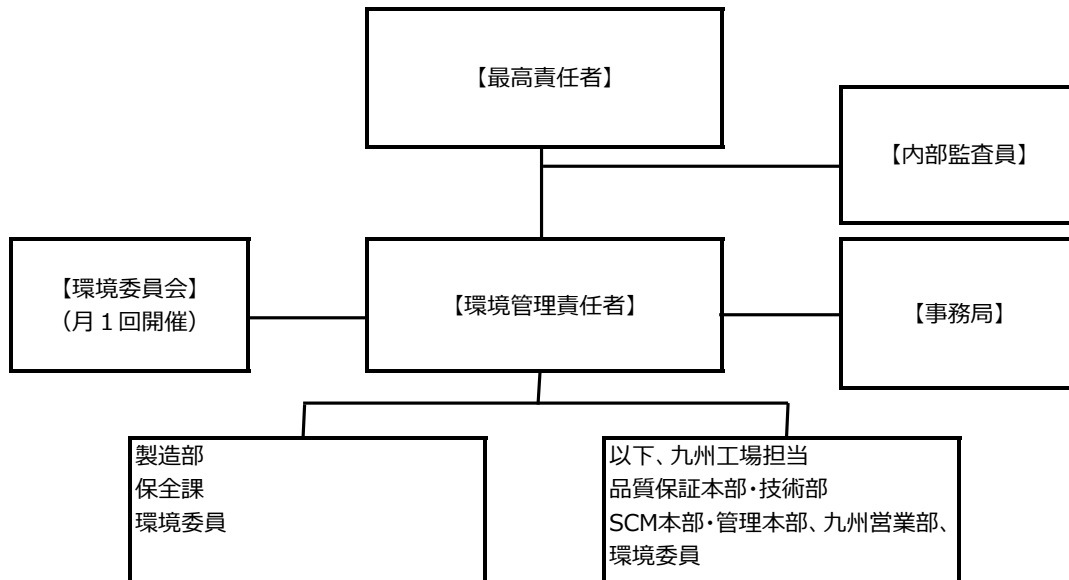 【最高責任者】
【内部監査員】
【環境委員会】
（月１回開催）
【環境管理責任者】
【事務局】
製造部
保全課
環境委員
以下、九州工場担当
品質保証本部・技術部
SCM本部・管理本部、九州営業部、
環境委員